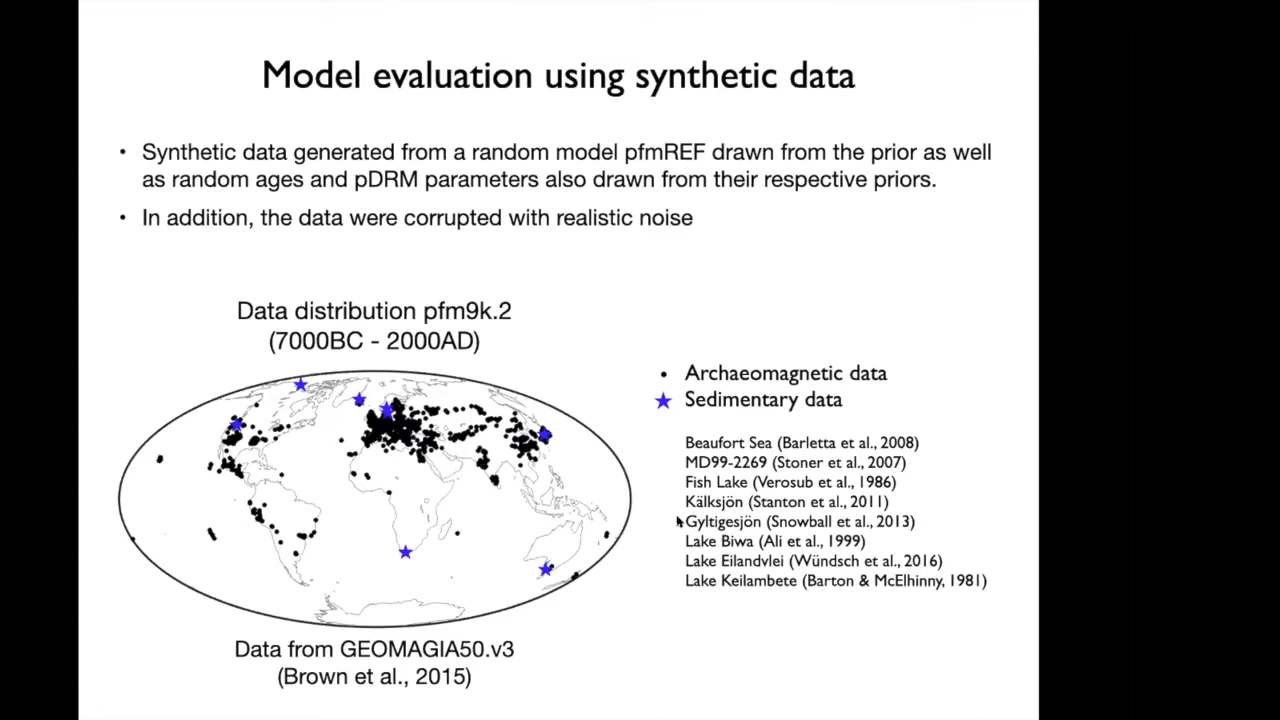 Model evaluation using synthetic data
• Synthetic data generated from a random model pfmREF drawn from the prior as well
as random ages and pDRM parameters also drawn from their respective priors.
• In addition, the data were corrupted with realistic noise
Data distribution pfm9k.2
(7000BC - 2000AD)
• Archaeomagnetic data
★ Sedimentary data
Beaufort Sea (Barletta et al., 2008)
MD99-2269 (Stoner et al., 2007)
Fish Lake (Verosub et al., 1986)
Kälksjön (Stanton et al., 2011)
Gyltigesjön (Snowball et al., 2013)
Lake Biwa (Ali et al., 1999)
Lake Eilandvlei (Wündsch et al., 2016)
Lake Keilambete (Barton & McElhinny, 1981)
Data from GEOMAGIA50.v3
(Brown et al., 2015)